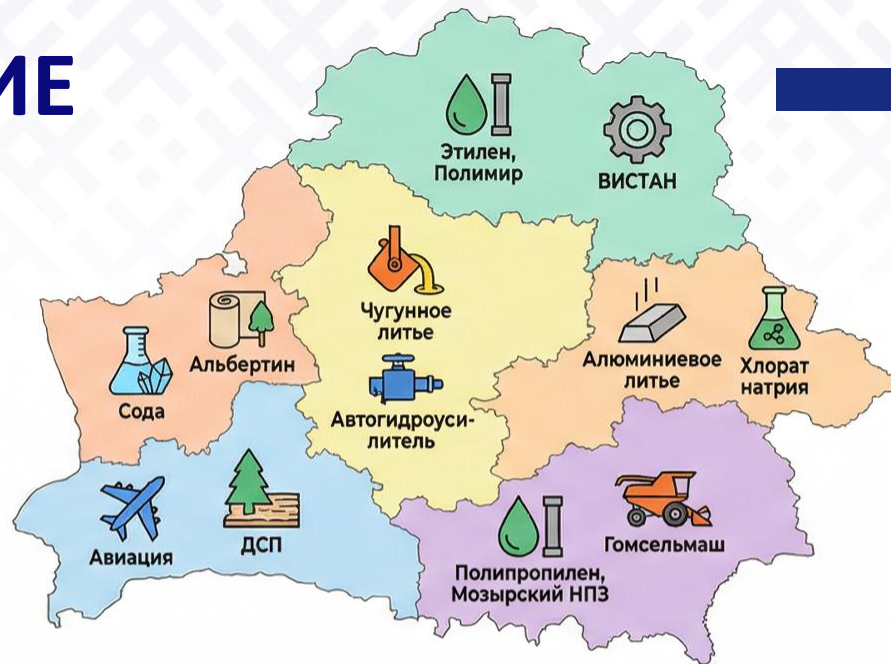 ИЕ
Этилен,
Полимир
ВИСТАН
Чугунное
литье
Альбертин
Сода
Автогидроуси-
литель
Алюминиевое
литье
Хлорат
натрия
Авиация
ДСП
Полипропилен,
Мозырский НПЗ
Гомсельмаш